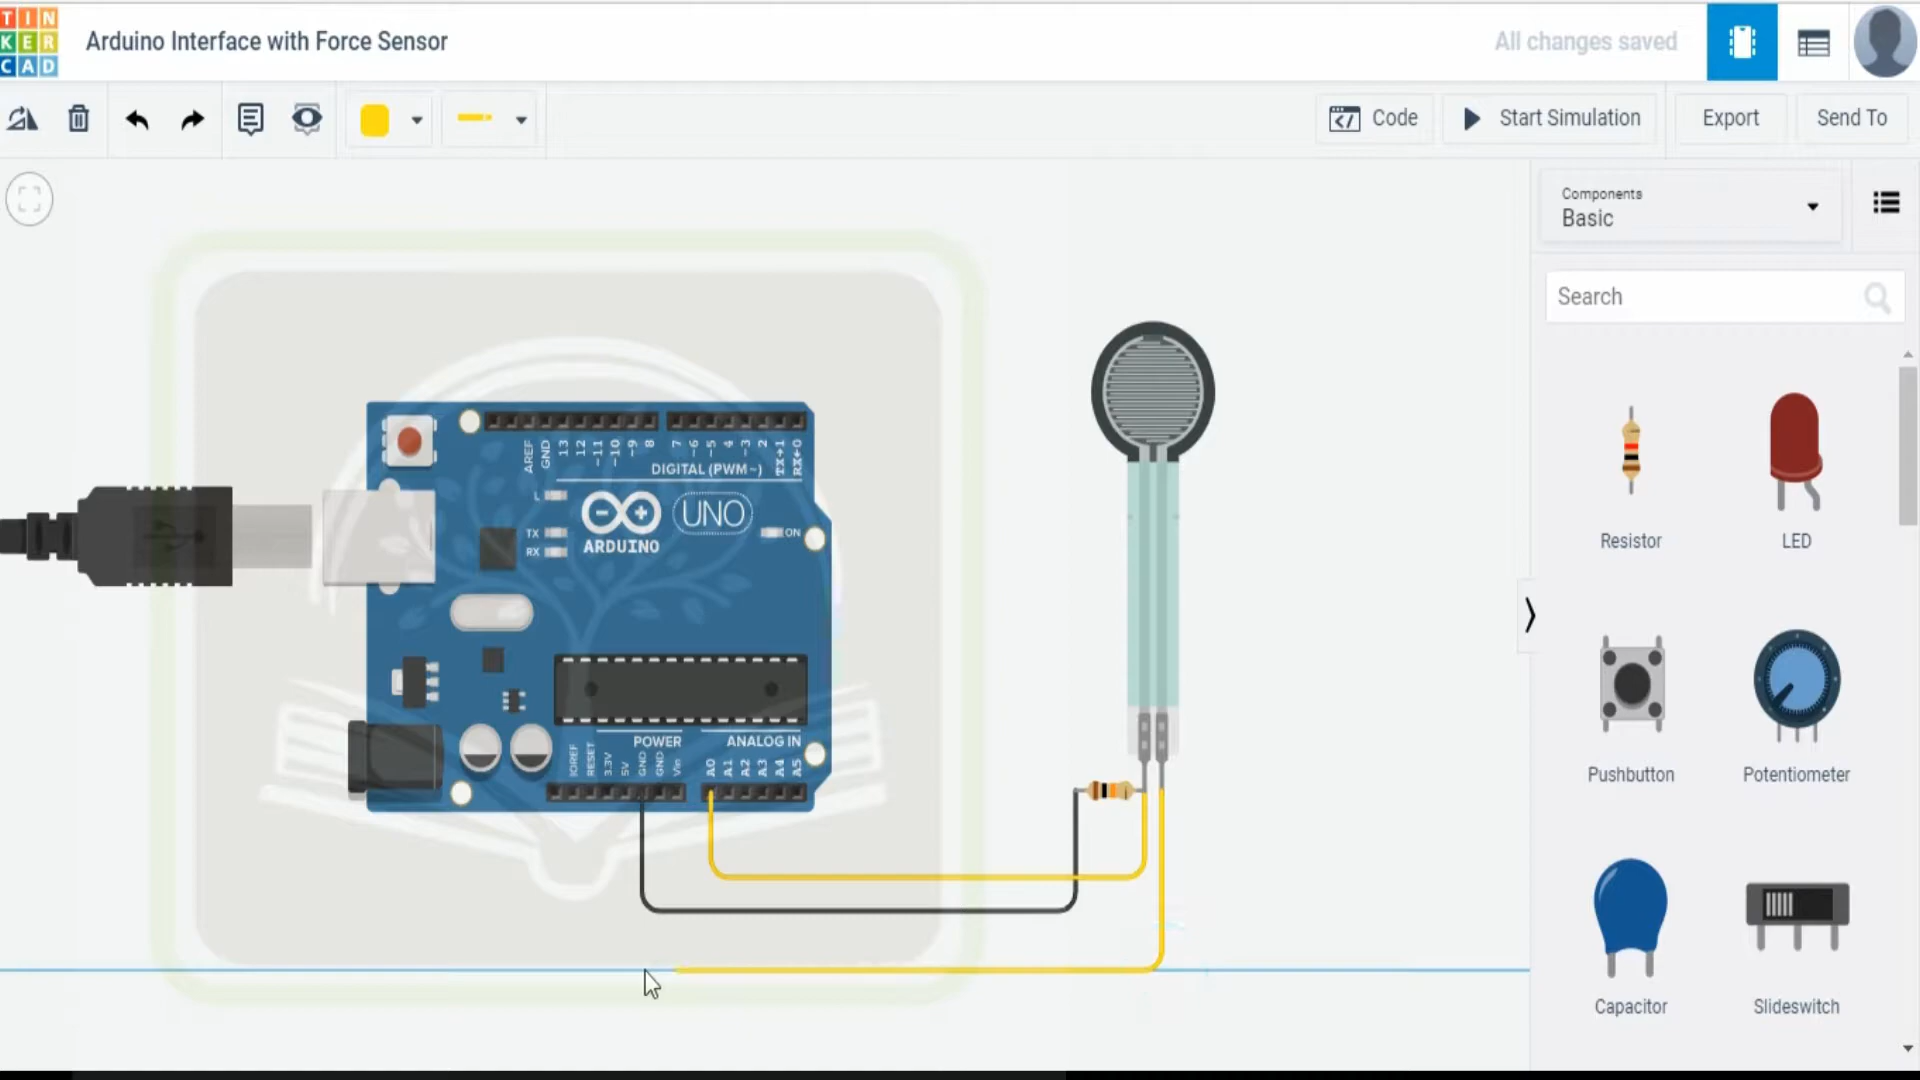 TIN
KER
CAD
Arduino Interface with Force Sensor
All changes saved
Code
Start Simulation
Export
Send To
Components
Basic
Search
Resistor
LED
Pushbutton
Potentiometer
Capacitor
Slideswitch
AREF
GND
13
12
~11
~10
~9
8
7
~6
~5
4
~3
2
TX→1
RX←0
DIGITAL (PWM~)
L
TX
RX
ON
UNO
ARDUINO
POWER
ANALOG IN
IOREF
RESET
3.3V
5V
GND
GND
Vin
A0
A1
A2
A3
A4
A5